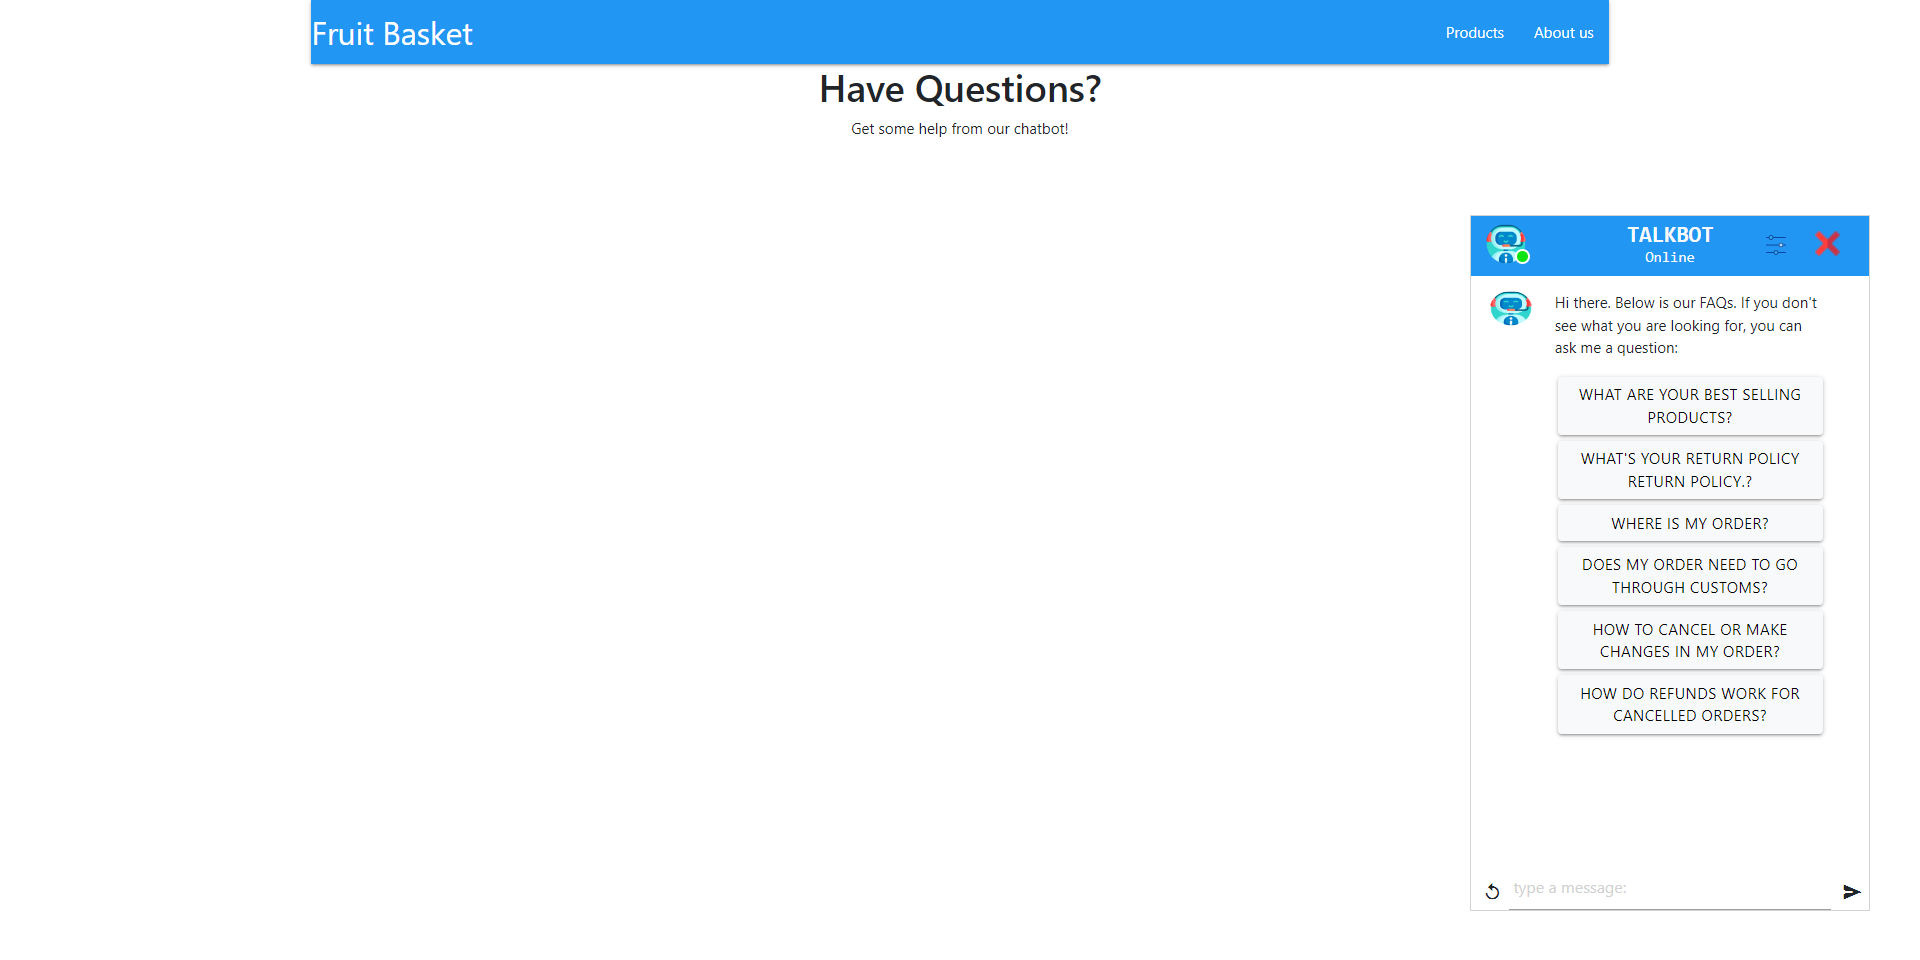 Fruit Basket
Products
About us
Have Questions?
Get some help from our chatbot!
TALKBOT
Online
Hi there. Below is our FAQs. If you don't
see what you are looking for, you can
ask me a question:
WHAT ARE YOUR BEST SELLING
PRODUCTS?
WHAT'S YOUR RETURN POLICY
RETURN POLICY.?
WHERE IS MY ORDER?
DOES MY ORDER NEED TO GO
THROUGH CUSTOMS?
HOW TO CANCEL OR MAKE
CHANGES IN MY ORDER?
HOW DO REFUNDS WORK FOR
CANCELLED ORDERS?
type a message: